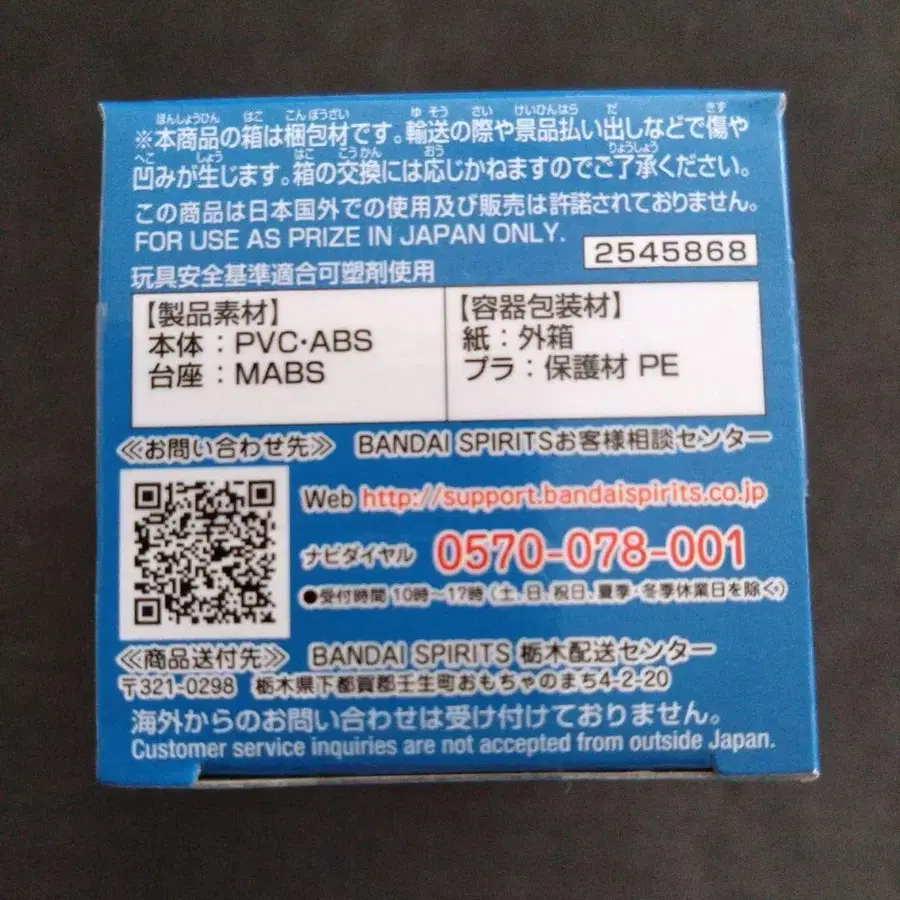 ※本商品の箱は梱包材です。輸送の際や景品払い出しなどで傷や
凹みが生じます。箱の交換には応じかねますのでご了承ください。
この商品は日本国外での使用及び販売は許諾されておりません。
FOR USE AS PRIZE IN JAPAN ONLY.
2545868
玩具安全基準適合可塑剤使用
【製品素材】
本体：PVC・ABS
台座：MABS
【容器包装材】
紙：外箱
プラ：保護材 PE
≪お問い合わせ先≫ BANDAI SPIRITSお客様相談センター
Web http://support.bandaispirits.co.jp
ナビダイヤル 0570-078-001
●受付時間 10時〜17時（土、日、祝日、夏季・冬季休業日を除く）
≪商品送付先≫ BANDAI SPIRITS 栃木配送センター
〒321-0298 栃木県下都賀郡壬生町おもちゃのまち4-2-20
海外からのお問い合わせは受け付けておりません。
Customer service inquiries are not accepted from outside Japan.